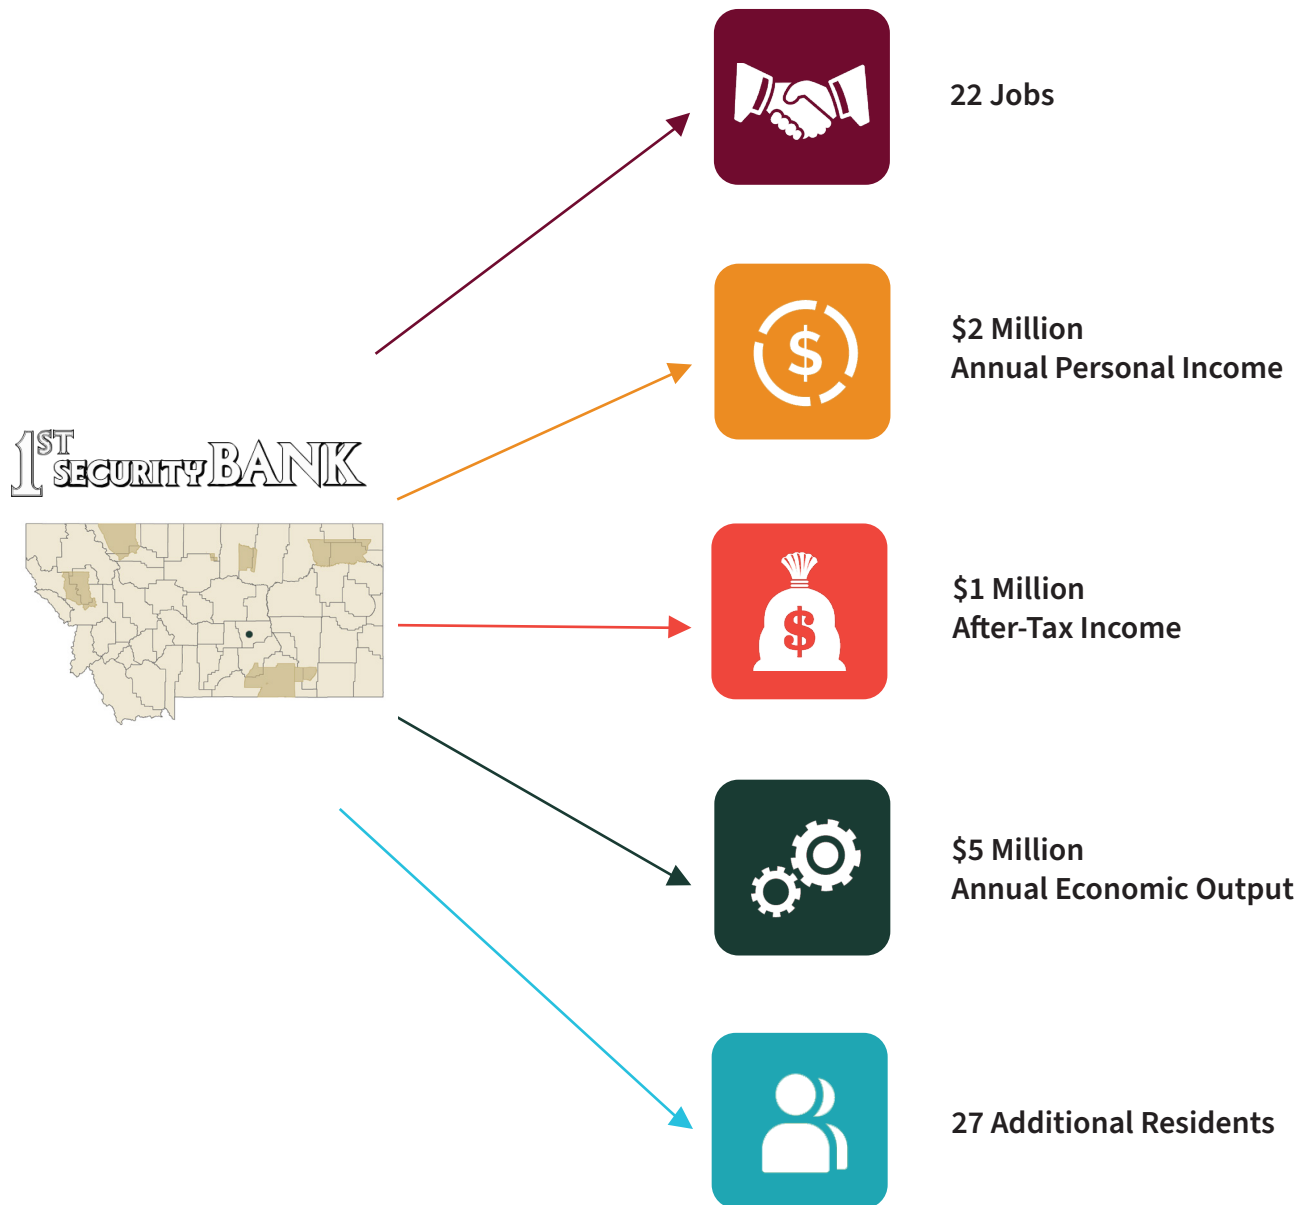 1ST SECURITY BANK
22 Jobs
$2 Million
Annual Personal Income
$1 Million
After-Tax Income
$5 Million
Annual Economic Output
27 Additional Residents
$
$